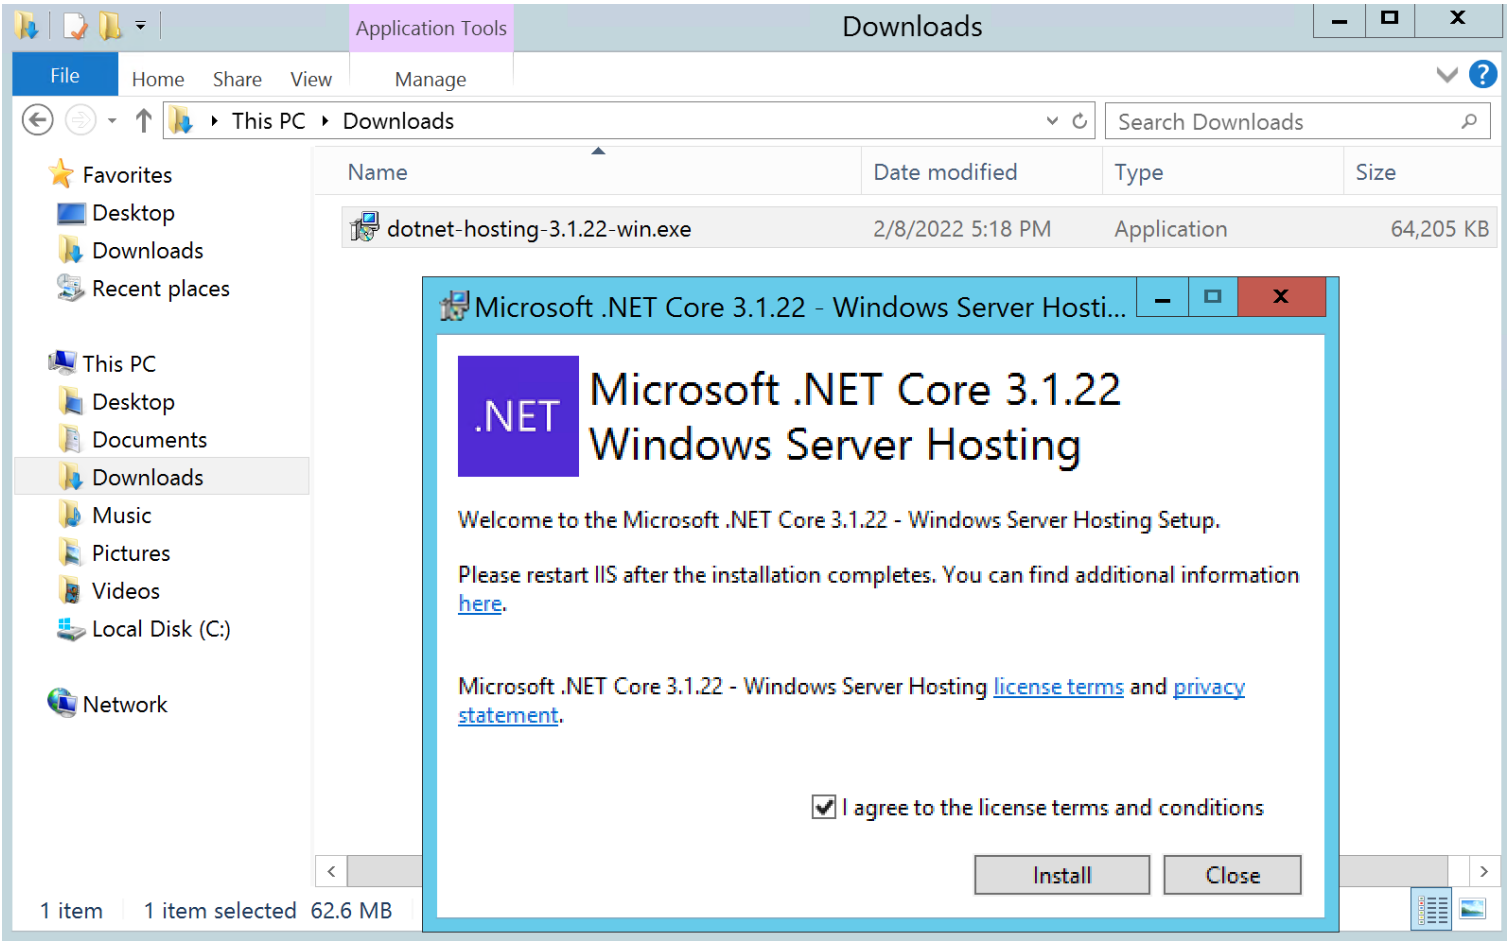 Application Tools
Downloads
File
Home
Share
View
Manage
This PC
Downloads
Search Downloads
Favorites
Desktop
Downloads
Recent places
This PC
Desktop
Documents
Downloads
Music
Pictures
Videos
Local Disk (C:)
Network
Name
Date modified
Type
Size
dotnet-hosting-3.1.22-win.exe
2/8/2022 5:18 PM
Application
64,205 KB
Microsoft .NET Core 3.1.22 - Windows Server Hosti...
.NET
Microsoft .NET Core 3.1.22
Windows Server Hosting
Welcome to the Microsoft .NET Core 3.1.22 - Windows Server Hosting Setup.
Please restart IIS after the installation completes. You can find additional information
here.
Microsoft .NET Core 3.1.22 - Windows Server Hosting license terms and privacy
statement.
I agree to the license terms and conditions
Install
Close
1 item
1 item selected 62.6 MB